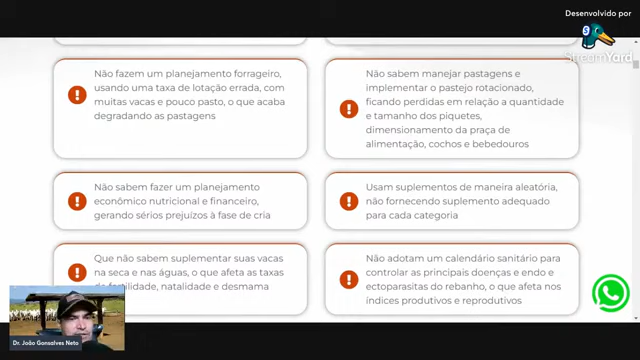 Desenvolvido por
StreamYard
Não fazem um planejamento forrageiro,
usando uma taxa de lotação errada, com
muitas vacas e pouco pasto, o que acaba
degradando as pastagens
Não sabem manejar pastagens e
implementar o pastejo rotacionado,
ficando perdidas em relação a quantidade
e tamanho dos piquetes,
dimensionamento da praça de
alimentação, cochos e bebedouros
Não sabem fazer um planejamento
econômico nutricional e financeiro,
gerando sérios prejuízos à fase de cria
Usam suplementos de maneira aleatória,
não fornecendo suplemento adequado
para cada categoria
Que não sabem suplementar suas vacas
na seca e nas águas, o que afeta as taxas
de fertilidade, natalidade e desmama
Não adotam um calendário sanitário para
controlar as principais doenças e endo e
ectoparasitas do rebanho, o que afeta nos
índices produtivos e reprodutivos
Dr. João Gonsalves Neto